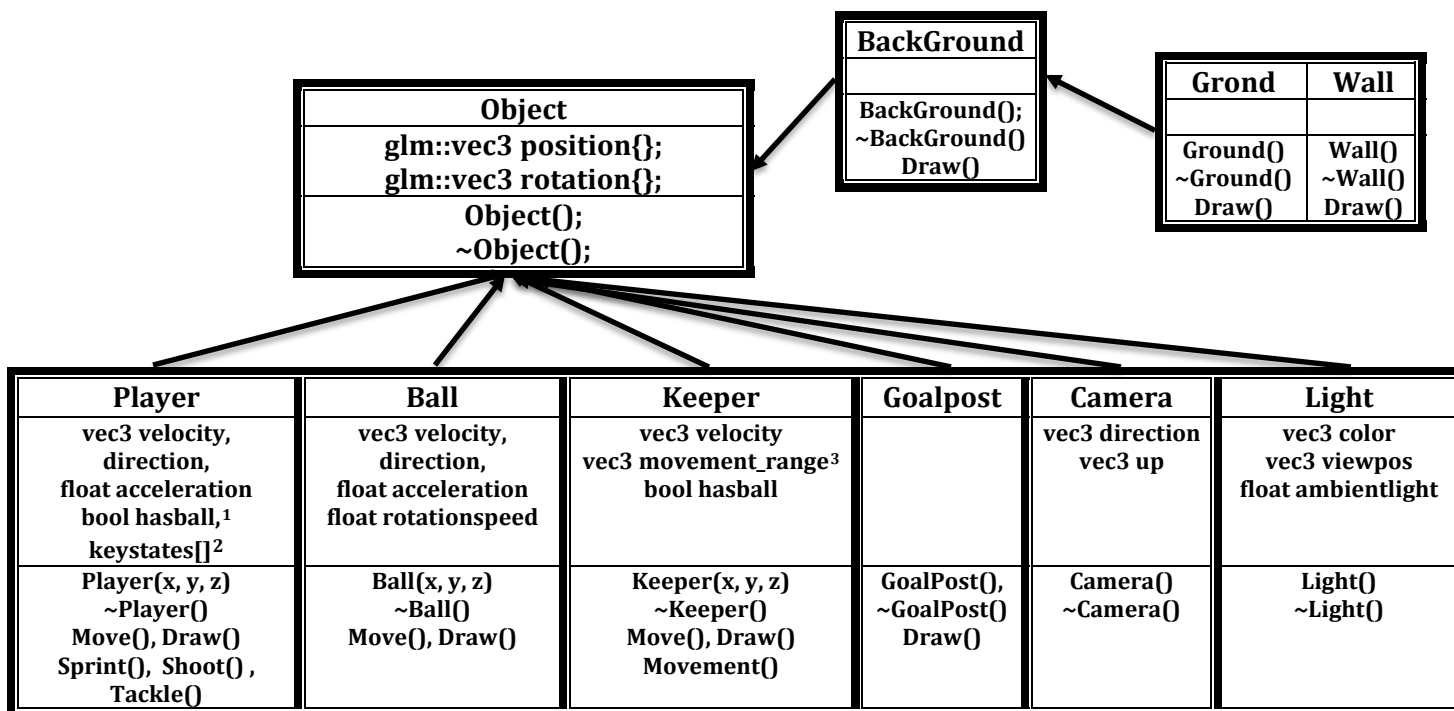 BackGround
BackGround();
~BackGround()
Draw()
Grond
Ground()
~Ground()
Draw()
Wall
Wall()
~Wall()
Draw()
Object
glm::vec3 position{};
glm::vec3 rotation{};
Object();
~Object();
Player
vec3 velocity,
direction,
float acceleration
bool hasball,¹
keystates[]²
Player(x, y, z)
~Player()
Move(), Draw()
Sprint(), Shoot() ,
Tackle()
Ball
vec3 velocity,
direction,
float acceleration
float rotationspeed
Ball(x, y, z)
~Ball()
Move(), Draw()
Keeper
vec3 velocity
vec3 movement_range³
bool hasball
Keeper(x, y, z)
~Keeper()
Move(), Draw()
Movement()
Goalpost
GoalPost(),
~GoalPost()
Draw()
Camera
vec3 direction
vec3 up
Camera()
~Camera()
Light
vec3 color
vec3 viewpos
float ambientlight
Light()
~Light()